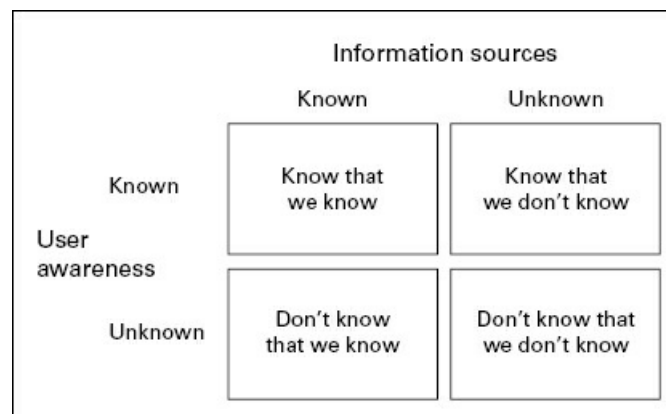 Information sources
Known Unknown
Known
Know that
we know
Know that
we don't know
User
awareness
Unknown
Don't know
that we know
Don't know that
we don't know